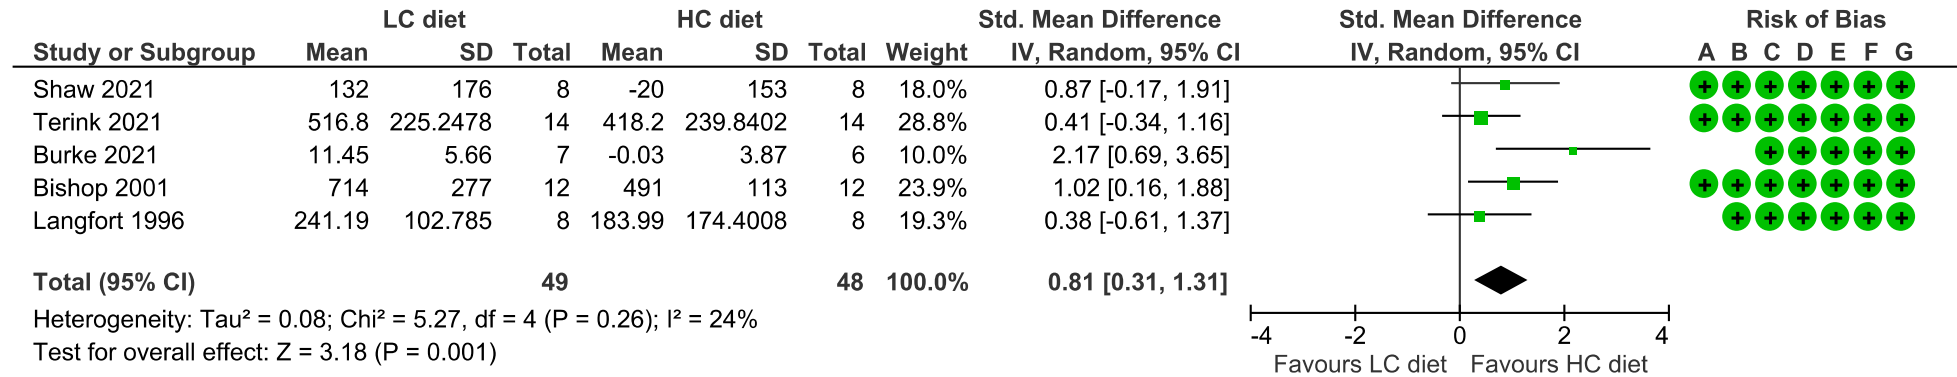 LC diet HC diet Std. Mean Difference Std. Mean Difference Risk of Bias
Study or Subgroup Mean SD Total Mean SD Total Weight IV, Random, 95% CI IV, Random, 95% CI A B C D E F G
Shaw 2021 132 176 8 -20 153 8 18.0% 0.87 [-0.17, 1.91] + + + + + + +
Terink 2021 516.8 225.2478 14 418.2 239.8402 14 28.8% 0.41 [-0.34, 1.16] + + + + + + +
Burke 2021 11.45 5.66 7 -0.03 3.87 6 10.0% 2.17 [0.69, 3.65] + + + + +
Bishop 2001 714 277 12 491 113 12 23.9% 1.02 [0.16, 1.88] + + + + + + +
Langfort 1996 241.19 102.785 8 183.99 174.4008 8 19.3% 0.38 [-0.61, 1.37] + + + + + +
Total (95% CI) 49 48 100.0% 0.81 [0.31, 1.31]
Heterogeneity: Tau² = 0.08; Chi² = 5.27, df = 4 (P = 0.26); I² = 24%
Test for overall effect: Z = 3.18 (P = 0.001)
-4 -2 0 2 4
Favours LC diet Favours HC diet